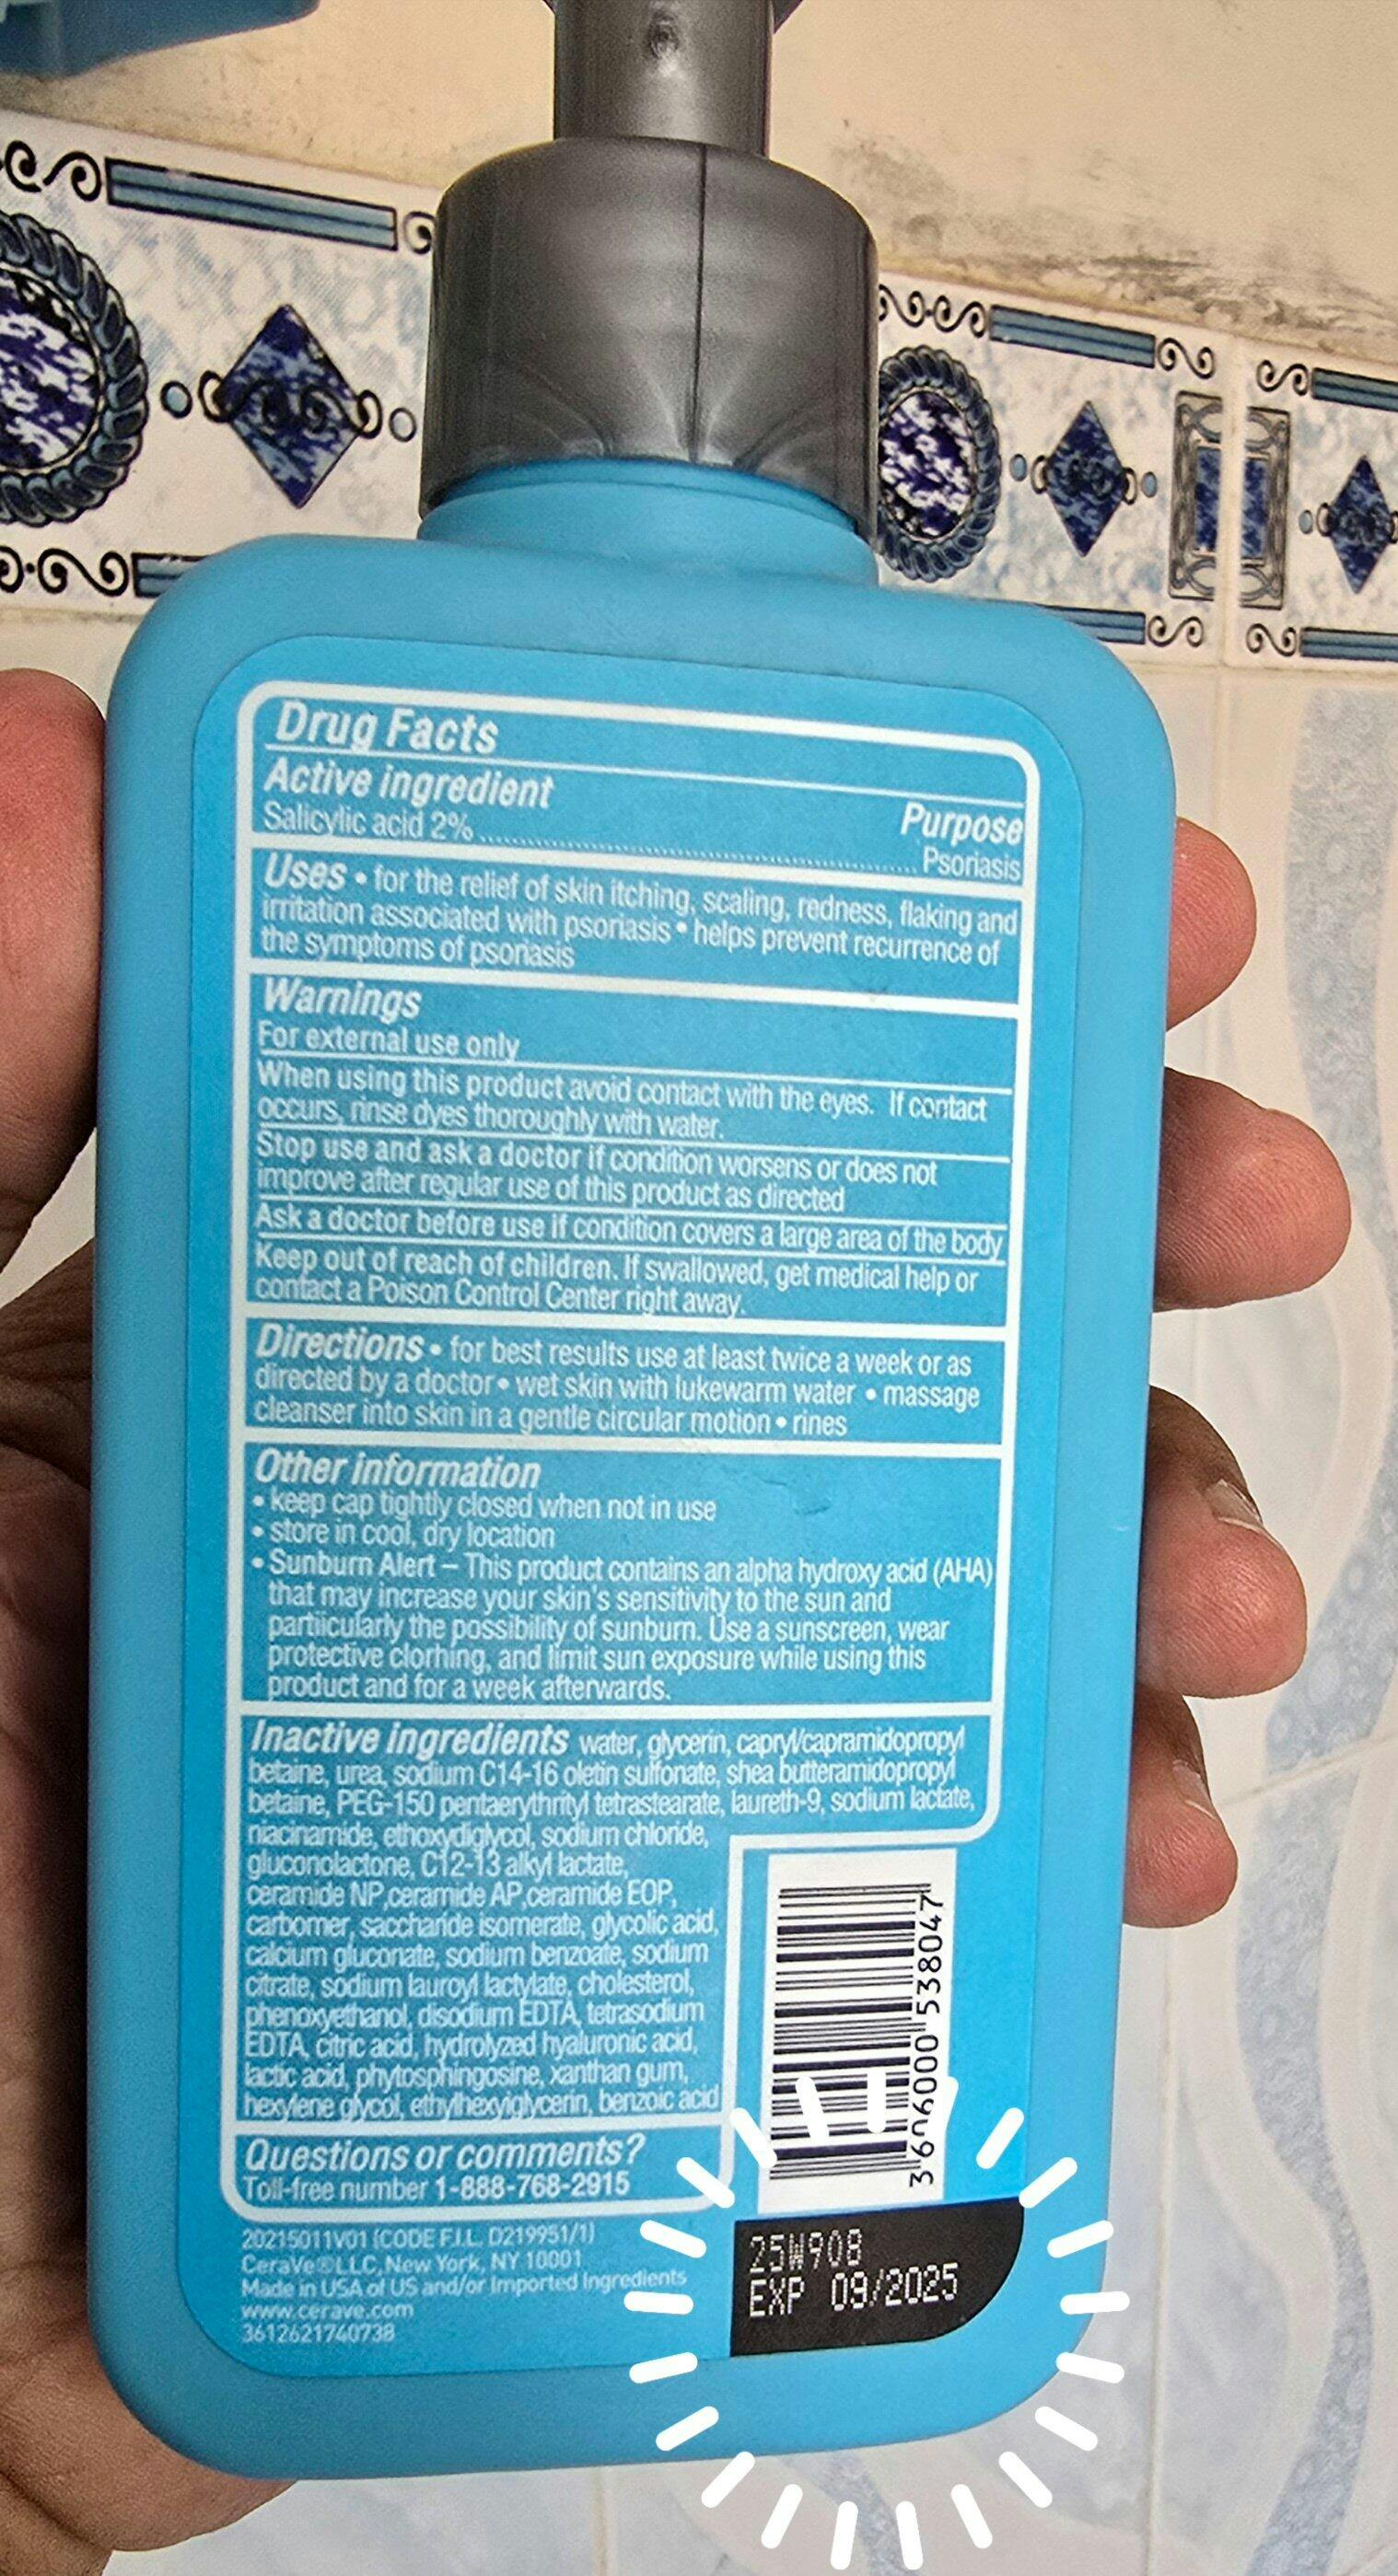 Drug Facts
Active ingredient
Purpose
Salicylic acid 2% ........ Psoriasis
Uses • for the relief of skin itching, scaling, redness, flaking and
irritation associated with psoriasis • helps prevent recurrence of
the symptoms of psoriasis
Warnings
For external use only
When using this product avoid contact with the eyes. If contact
occurs, rinse dyes thoroughly with water.
Stop use and ask a doctor if condition worsens or does not
improve after regular use of this product as directed
Ask a doctor before use if condition covers a large area of the body
Keep out of reach of children. If swallowed, get medical help or
contact a Poison Control Center right away.
Directions • for best results use at least twice a week or as
directed by a doctor • wet skin with lukewarm water • massage
cleanser into skin in a gentle circular motion • rines
Other information
• keep cap tightly closed when not in use
• store in cool, dry location
• Sunburn Alert – This product contains an alpha hydroxy acid (AHA)
that may increase your skin's sensitivity to the sun and
partiicularly the possibility of sunburn. Use a sunscreen, wear
protective clorhing, and limit sun exposure while using this
product and for a week afterwards.
Inactive ingredients water, glycerin, capryl/capramidopropyl
betaine, urea, sodium C14-16 oletin sulfonate, shea butteramidopropyl
betaine, PEG-150 pentaerythrityl tetrastearate, laureth-9, sodium lactate,
niacinamide, ethoxydiglycol, sodium chloride,
gluconolactone, C12-13 alkyl lactate,
ceramide NP,ceramide AP,ceramide EOP,
carbomer, saccharide isomerate, glycolic acid,
calcium gluconate, sodium benzoate, sodium
citrate, sodium lauroyl lactylate, cholesterol,
phenoxyethanol, disodium EDTA, tetrasodium
EDTA, citric acid, hydrolyzed hyaluronic acid,
lactic acid, phytosphingosine, xanthan gum,
hexylene glycol, ethylhexyiglycerin, benzoic acid
3 606000 538047
Questions or comments?
Toll-free number 1-888-768-2915
20215011V01 (CODE F.I.L. D219951/1)
CeraVe®LLC,New York, NY 10001
Made in USA of US and/or Imported Ingredients
www.cerave.com
3612621740738
25W908
EXP 09/2025